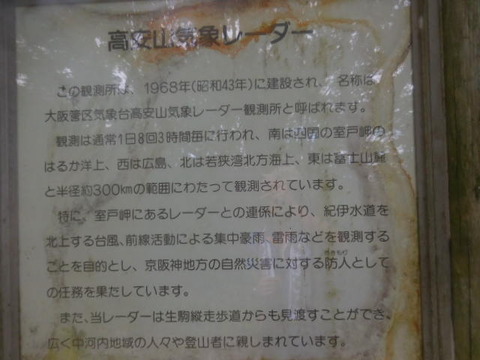 高安山気象レーダー
この観測所は、1968年(昭和43年)に建設され、名称は、
大阪管区気象台高安山気象レーダー観測所と呼ばれます。
観測は通常1日8回3時間毎に行われ、南は四国の室戸岬の
はるか洋上、西は広島、北は若狭湾北方海上、東は富士山麓
と半径約300kmの範囲にわたって観測されています。
特に、室戸岬にあるレーダーとの連係により、紀伊水道を
北上する台風、前線活動による集中豪雨、雷雨などを観測する
ことを目的とし、京阪神地方の自然災害に対する防人として
の任務を果たしています。
また、当レーダーは生駒縦走歩道からも見渡すことができ、
広く中河内地域の人々や登山者に親しまれています。